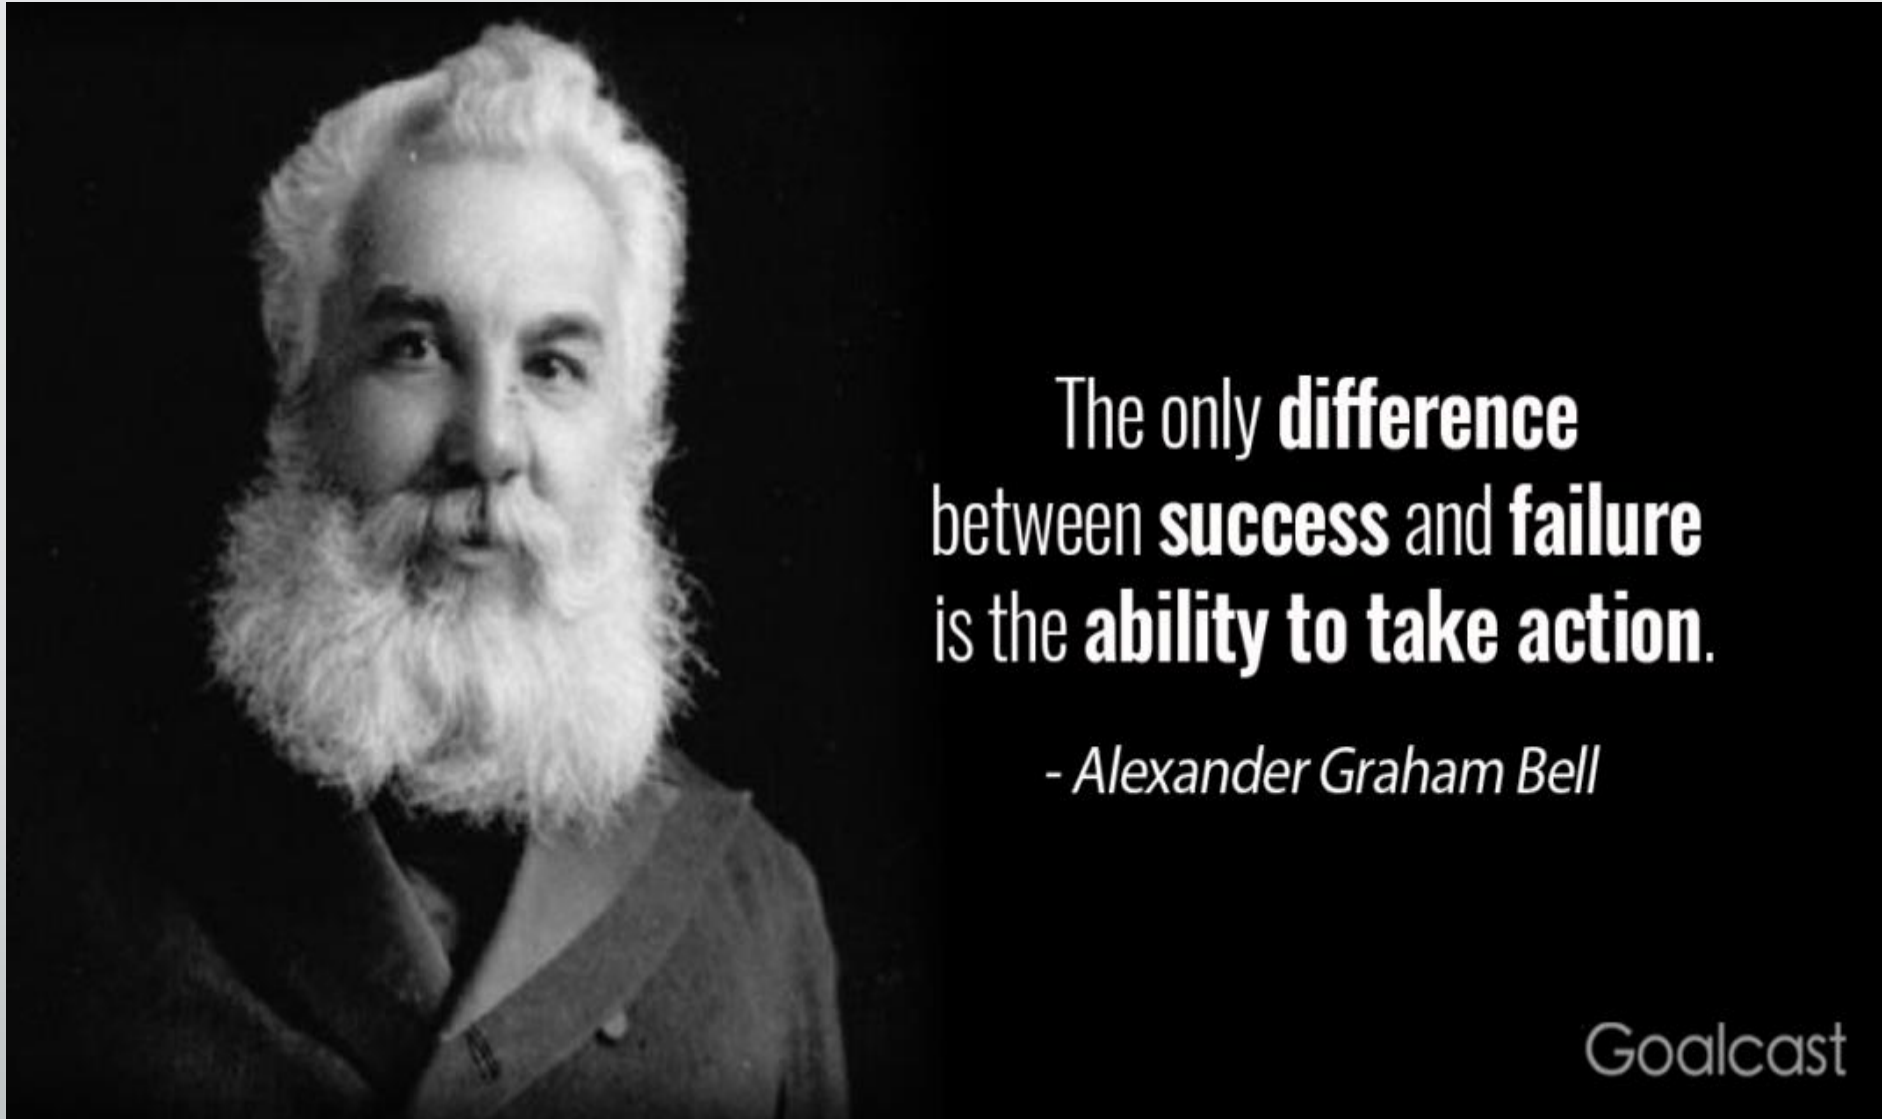 The only difference
between success and failure
is the ability to take action.
- Alexander Graham Bell
Goalcast